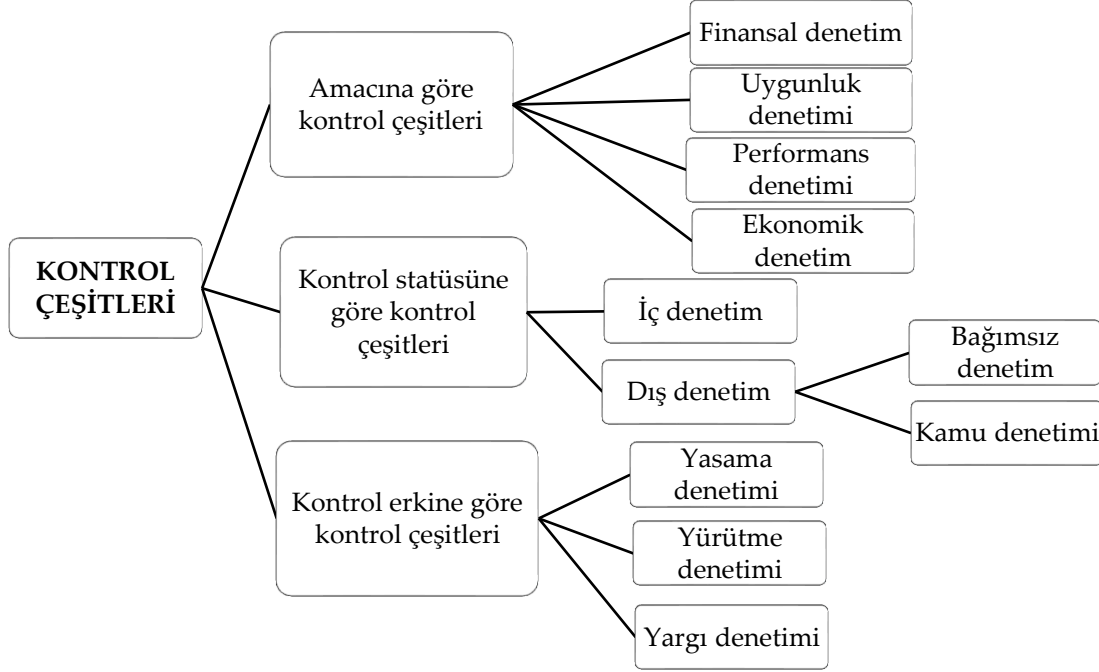 KONTROL
ÇEŞİTLERİ
Amacına göre
kontrol çeşitleri
Finansal denetim
Uygunluk
denetimi
Performans
denetimi
Ekonomik
denetim
Kontrol statüsüne
göre kontrol
çeşitleri
İç denetim
Dış denetim
Bağımsız
denetim
Kamu denetimi
Kontrol erkine göre
kontrol çeşitleri
Yasama
denetimi
Yürütme
denetimi
Yargı denetimi